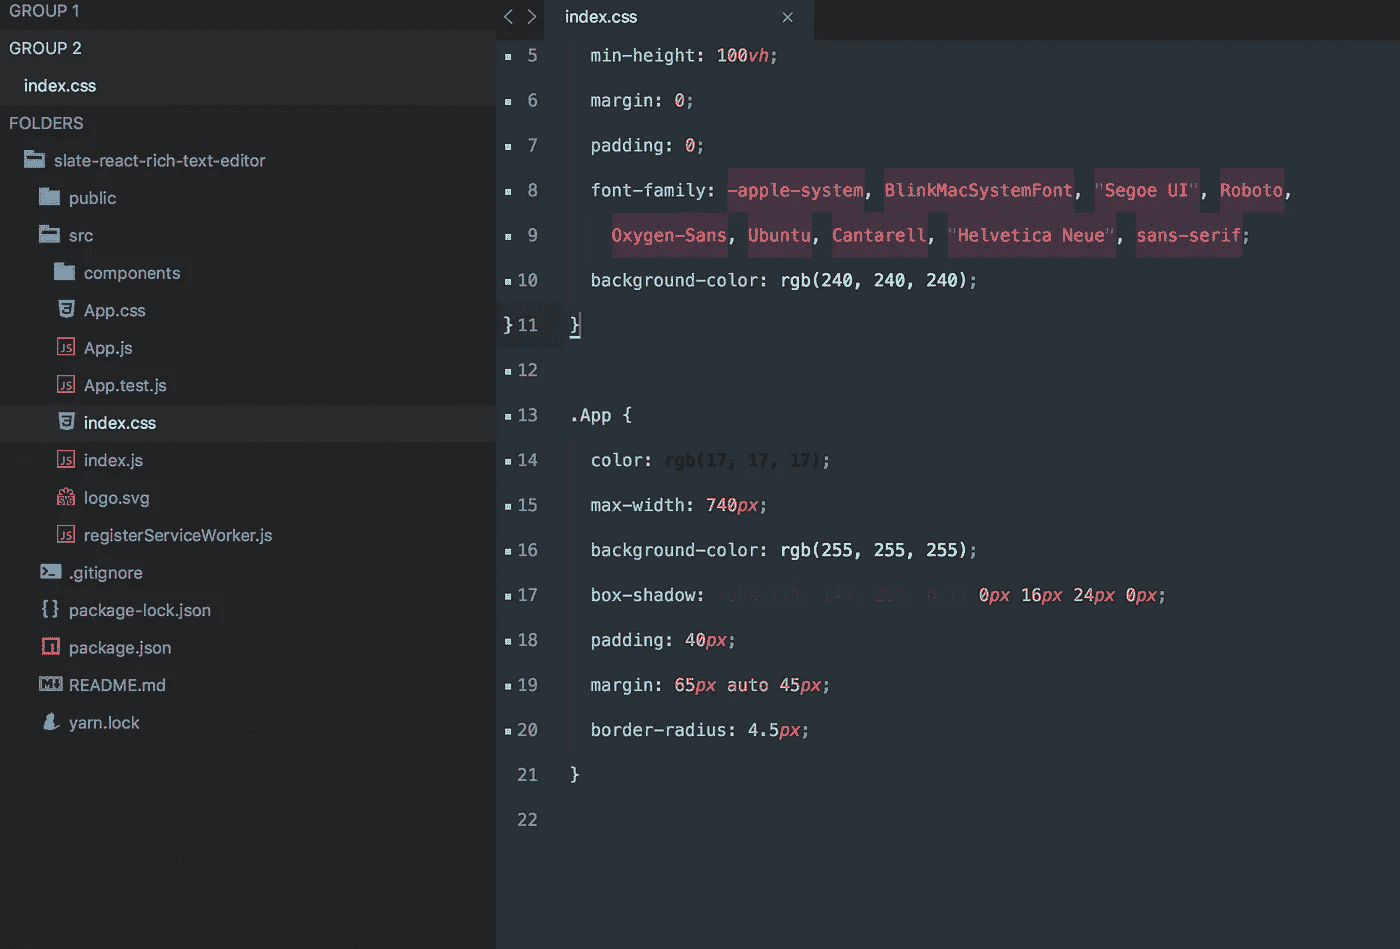 GROUP 1
GROUP 2
index.css
FOLDERS
slate-react-rich-text-editor
public
src
components
App.css
App.js
App.test.js
index.css
index.js
logo.svg
registerServiceWorker.js
.gitignore
package-lock.json
package.json
README.md
yarn.lock
index.css
5 min-height: 100vh;
6 margin: 0;
7 padding: 0;
8 font-family: -apple-system, BlinkMacSystemFont, "Segoe UI", Roboto,
9 Oxygen-Sans, Ubuntu, Cantarell, "Helvetica Neue", sans-serif;
10 background-color: rgb(240, 240, 240);
} 11 }
12
13 .App {
14 color: rgb(17, 17, 17);
15 max-width: 740px;
16 background-color: rgb(255, 255, 255);
17 box-shadow: 0px 16px 24px 0px;
18 padding: 40px;
19 margin: 65px auto 45px;
20 border-radius: 4.5px;
21 }
22